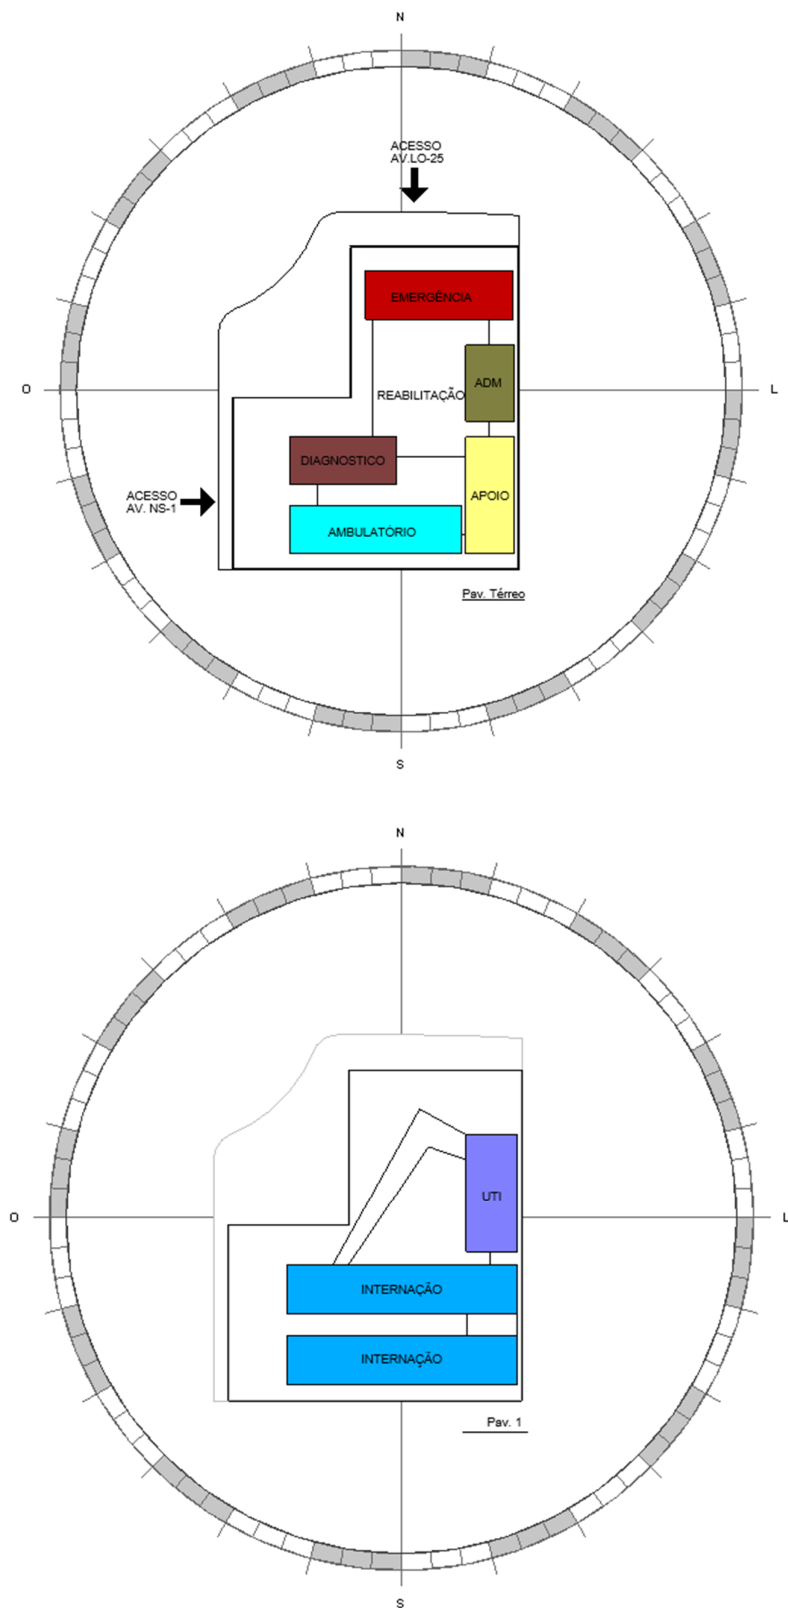 N
ACESSO
AV.LO-25
EMERGÊNCIA
ADM
O
L
REABILITAÇÃO
DIAGNOSTICO
APOIO
ACESSO
AV. NS-1
AMBULATÓRIO
Pav. Térreo
S
N
UTI
O
L
INTERNAÇÃO
INTERNAÇÃO
Pav. 1
S